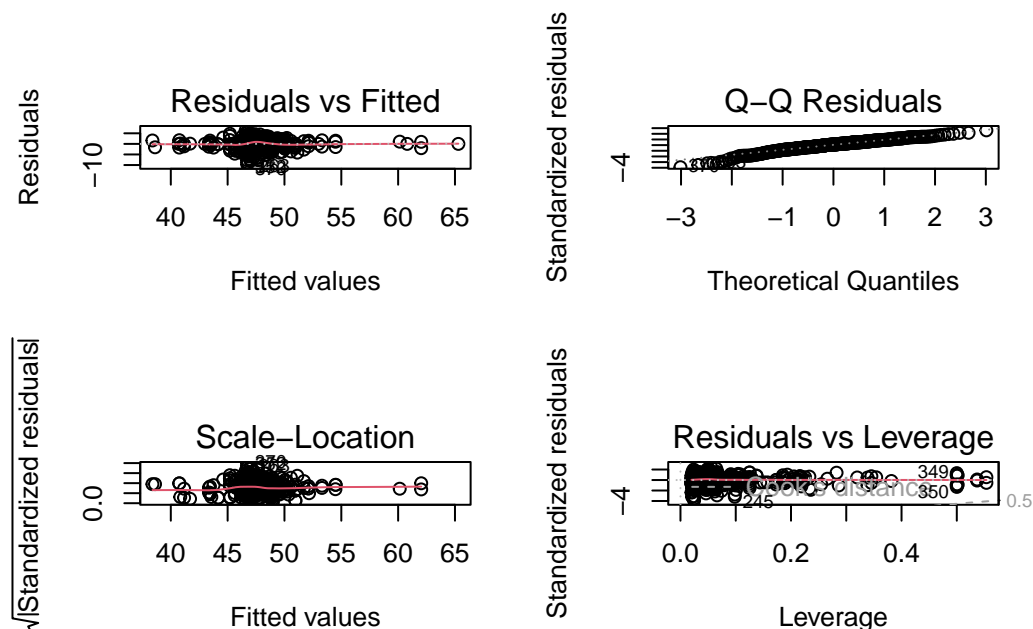 Residuals vs Fitted
Residuals
−10
40 45 50 55 60 65
Fitted values
Q−Q Residuals
Standardized residuals
−4
−3 −1 0 1 2 3
Theoretical Quantiles
Scale−Location
√|Standardized residuals|
0.0
40 45 50 55 60 65
Fitted values
Residuals vs Leverage
Standardized residuals
−4
Cook's distance
349
350
245
0.5
0.0 0.2 0.4
Leverage